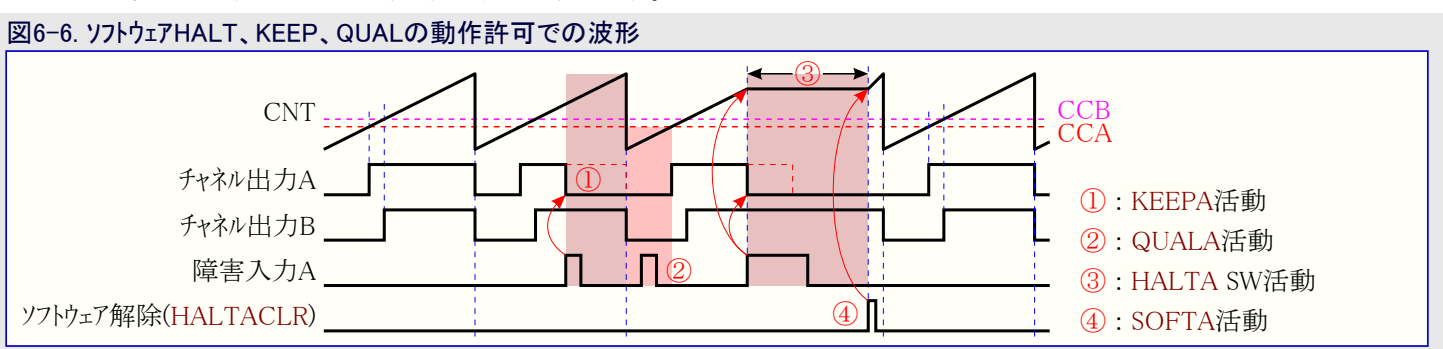 図6-6. ソフトウェアHALT、KEEP、QUALの動作許可での波形
③
CNT
CCB
CCA
チャネル出力A
①
①：KEEPA活動
チャネル出力B
②：QUALA活動
障害入力A
②
③：HALTA SW活動
ソフトウェア解除(HALTACLR)
④
④：SOFTA活動